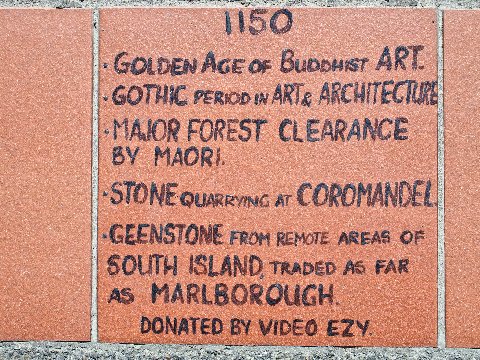 1150
· GOLDEN AGE OF BUDDHIST ART.
· GOTHIC PERIOD IN ART & ARCHITECTURE
· MAJOR FOREST CLEARANCE
BY MAORI.
· STONE QUARRYING AT COROMANDEL.
· GEENSTONE FROM REMOTE AREAS OF
SOUTH ISLAND, TRADED AS FAR
AS MARLBOROUGH.
DONATED BY VIDEO EZY.